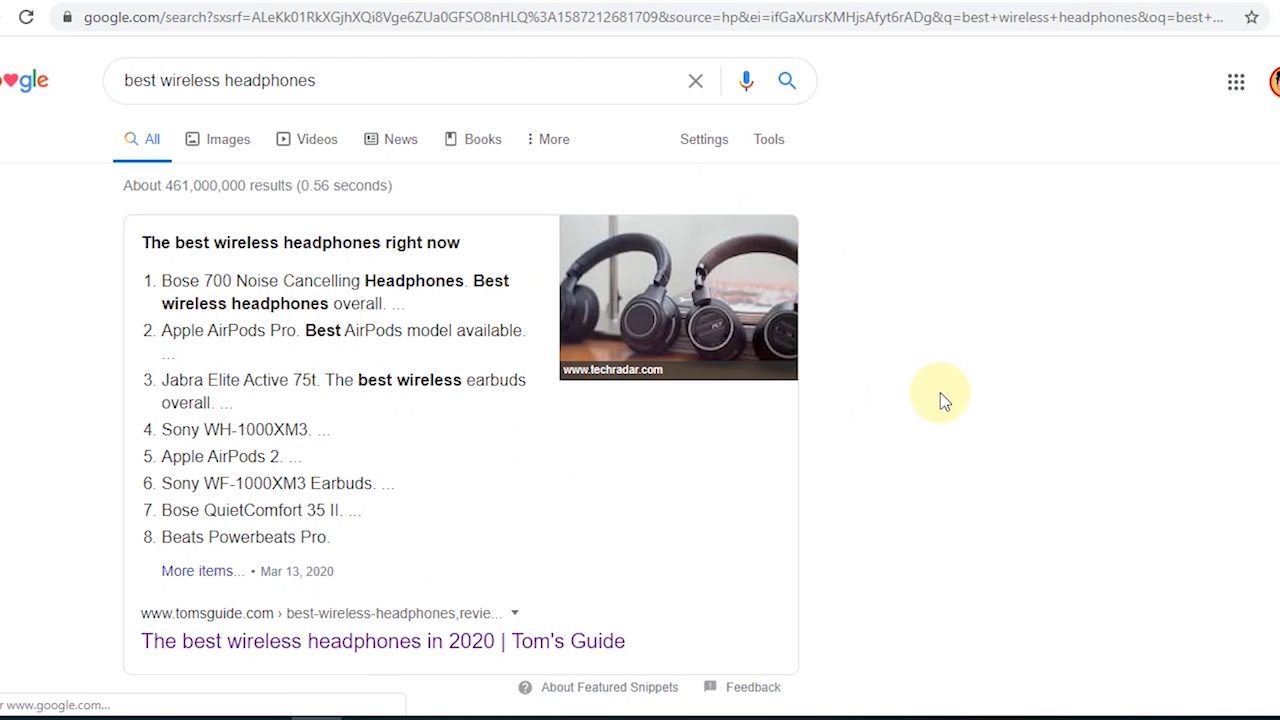 google.com/search?sxsrf=ALeKk01RkXGjhXQi8Vge6ZUa0GFSO8nHLQ%3A1587212681709&source=hp&ei=ifGaXursKMHjsAfyt6rADg&q=best+wireless+headphones&oq=best+...
gle
best wireless headphones
All Images Videos News Books More Settings Tools
About 461,000,000 results (0.56 seconds)
The best wireless headphones right now
1. Bose 700 Noise Cancelling Headphones. Best
wireless headphones overall. ...
2. Apple AirPods Pro. Best AirPods model available.
...
3. Jabra Elite Active 75t. The best wireless earbuds
overall. ...
4. Sony WH-1000XM3. ...
5. Apple AirPods 2. ...
6. Sony WF-1000XM3 Earbuds. ...
7. Bose QuietComfort 35 II. ...
8. Beats Powerbeats Pro.
www.techradar.com
More items... • Mar 13, 2020
www.tomsguide.com › best-wireless-headphones,revie...
The best wireless headphones in 2020 | Tom's Guide
About Featured Snippets Feedback
r www.google.com...